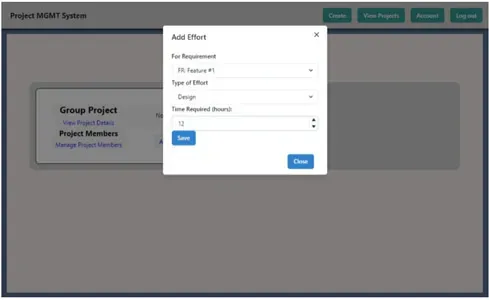 Project MGMT System
Create
View Projects
Account
Log out
Add Effort
For Requirement
FR: Feature #1
Type of Effort
Design
Time Required (hours):
12
Save
Close
Group Project
View Project Details
Project Members
Manage Project Members